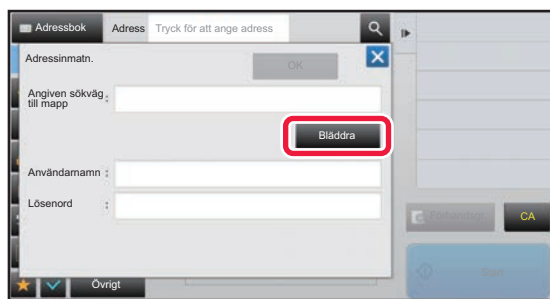 Adressbok Adress Tryck för att ange adress
Adressinmatn. OK
Angiven sökväg :
till mapp
Bläddra
Användarnamn :
Lösenord :
CA
Övrigt